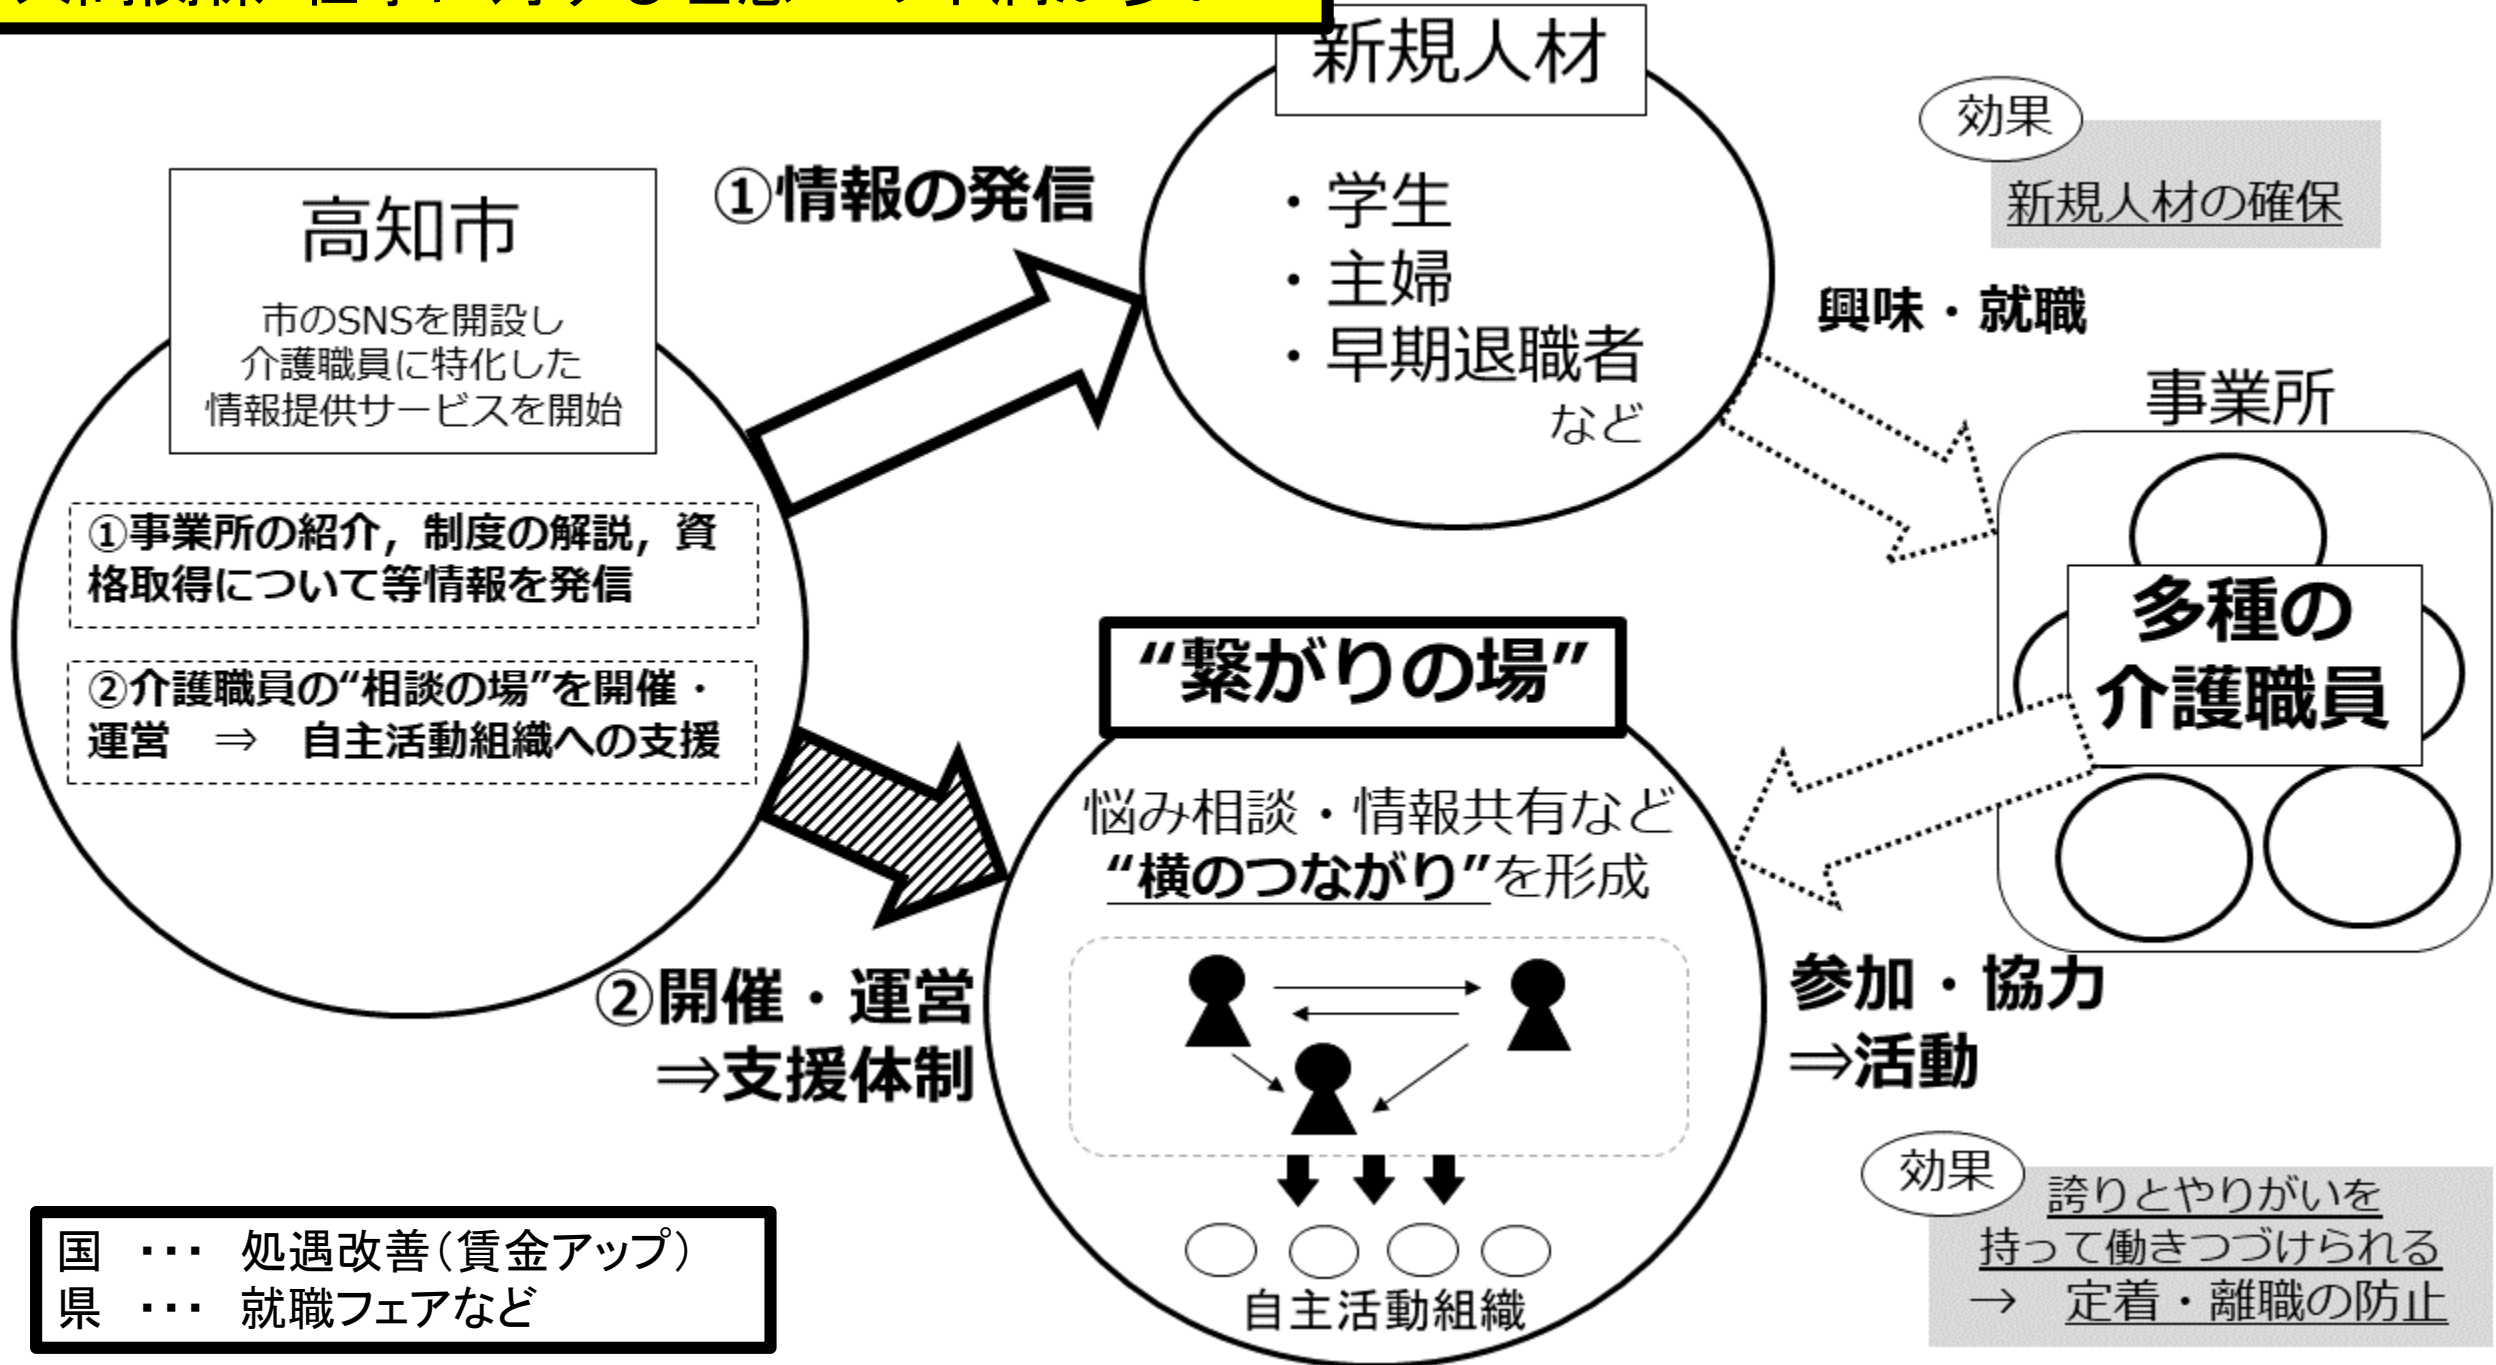 新規人材
・学生
・主婦
・早期退職者
など
効果
新規人材の確保
高知市
市のSNSを開設し
介護職員に特化した
情報提供サービスを開始
①情報の発信
興味・就職
事業所
多種の
介護職員
①事業所の紹介，制度の解説，資
格取得について等情報を発信
②介護職員の“相談の場”を開催・
運営　⇒　自主活動組織への支援
“繋がりの場”
悩み相談・情報共有など
“横のつながり”を形成
②開催・運営
⇒支援体制
参加・協力
⇒活動
自主活動組織
効果
誇りとやりがいを
持って働きつづけられる
→　定着・離職の防止
国　・・・　処遇改善（賃金アップ）
県　・・・　就職フェアなど